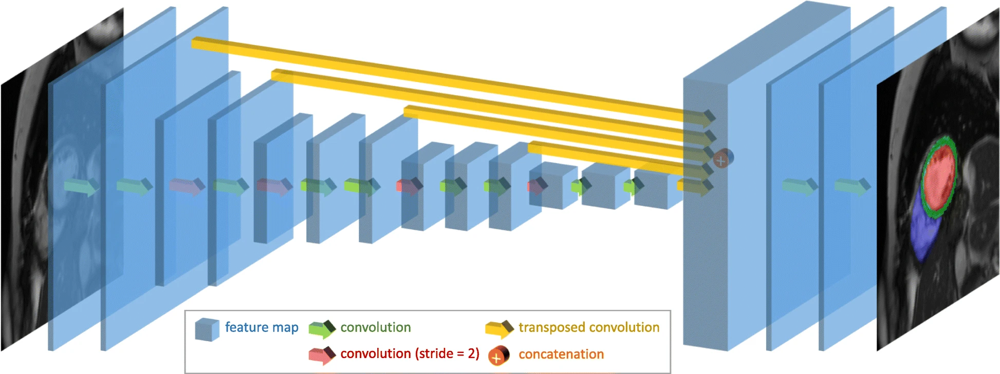 feature map convolution transposed convolution
convolution (stride = 2) concatenation